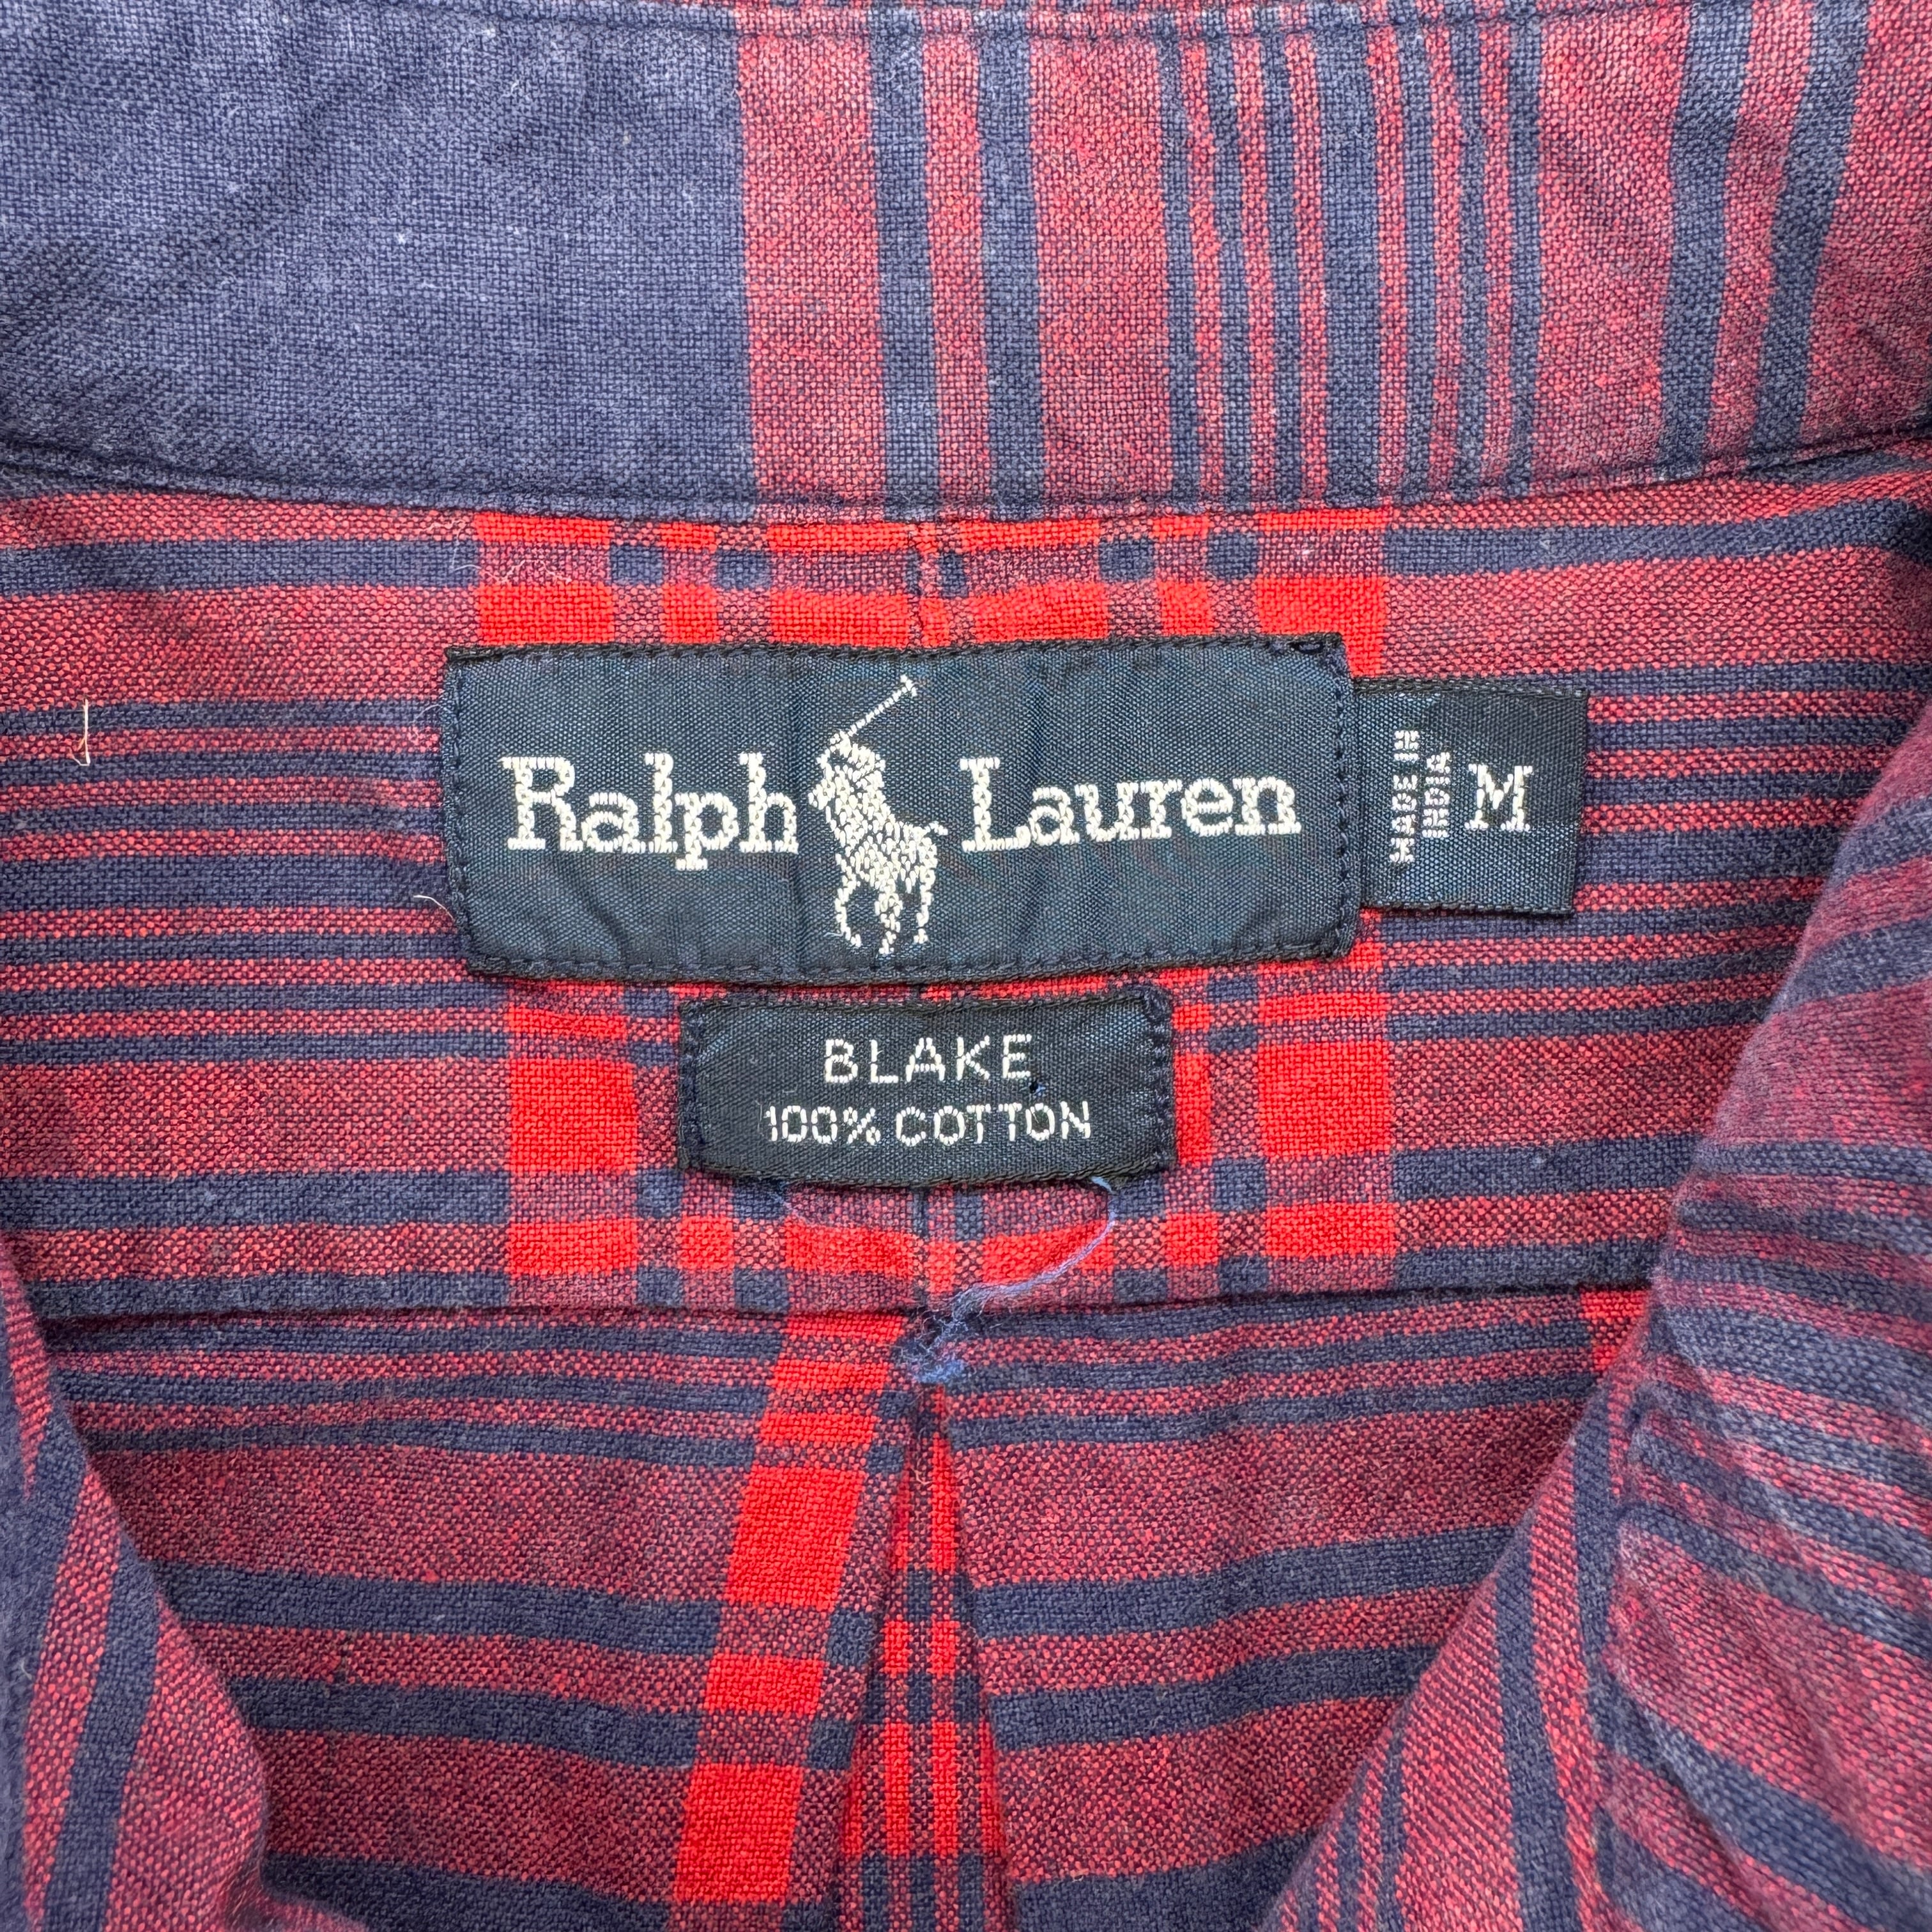 Ralph Lauren
MADE IN
INDIA
M
BLAKE
100% COTTON